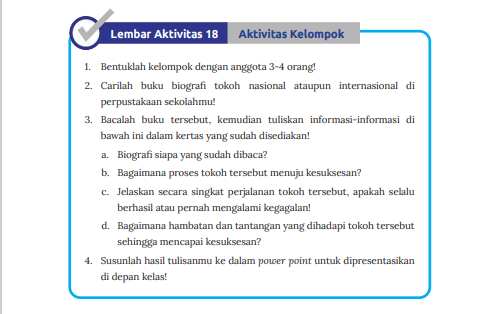 Lembar Aktivitas 18 Aktivitas Kelompok
1. Bentuklah kelompok dengan anggota 3-4 orang!
2. Carilah buku biografi tokoh nasional ataupun internasional di
perpustakaan sekolahmu!
3. Bacalah buku tersebut, kemudian tuliskan informasi-informasi di
bawah ini dalam kertas yang sudah disediakan!
a. Biografi siapa yang sudah dibaca?
b. Bagaimana proses tokoh tersebut menuju kesuksesan?
c. Jelaskan secara singkat perjalanan tokoh tersebut, apakah selalu
berhasil atau pernah mengalami kegagalan!
d. Bagaimana hambatan dan tantangan yang dihadapi tokoh tersebut
sehingga mencapai kesuksesan?
4. Susunlah hasil tulisanmu ke dalam power point untuk dipresentasikan
di depan kelas!